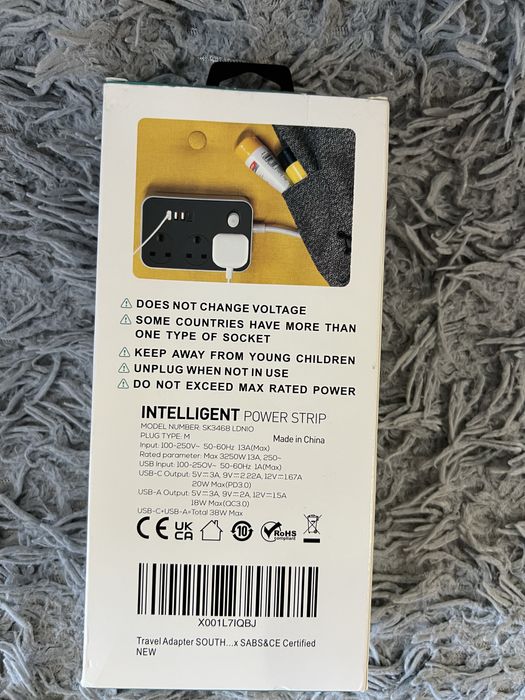 DOES NOT CHANGE VOLTAGE
SOME COUNTRIES HAVE MORE THAN
ONE TYPE OF SOCKET
KEEP AWAY FROM YOUNG CHILDREN
UNPLUG WHEN NOT IN USE
DO NOT EXCEED MAX RATED POWER
INTELLIGENT POWER STRIP
MODEL NUMBER: SK3468 LDNIO
PLUG TYPE: M
Made in China
Input: 100-250V~ 50-60Hz 13A(Max)
Rated parameter: Max 3250W 13A, 250~
USB Input: 100-250V~ 50-60Hz 1A(Max)
USB-C Output: 5V⎓3A, 9V⎓2.22A, 12V⎓1.67A
20W Max(PD3.0)
USB-A Output: 5V⎓3A, 9V⎓2A, 12V⎓1.5A
18W Max(QC3.0)
USB-C+USB-A=Total 38W Max
CE UK CA 10 RoHS compliant
X001L7IQBJ
Travel Adapter SOUTH...x SABS&CE Certified
NEW